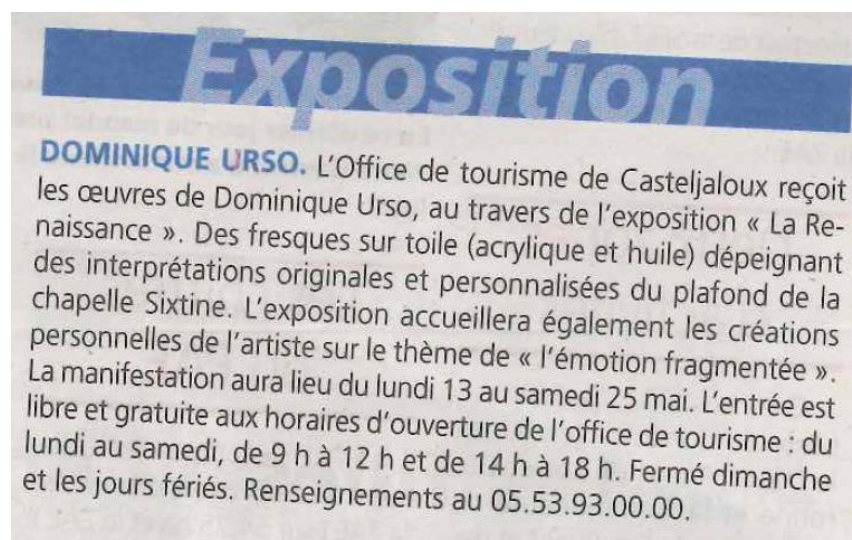 Exposition
DOMINIQUE URSO. L'Office de tourisme de Casteljaloux reçoit
les œuvres de Dominique Urso, au travers de l'exposition « La Re-
naissance ». Des fresques sur toile (acrylique et huile) dépeignant
des interprétations originales et personnalisées du plafond de la
chapelle Sixtine. L'exposition accueillera également les créations
personnelles de l'artiste sur le thème de « l'émotion fragmentée ».
La manifestation aura lieu du lundi 13 au samedi 25 mai. L'entrée est
libre et gratuite aux horaires d'ouverture de l'office de tourisme : du
lundi au samedi, de 9 h à 12 h et de 14 h à 18 h. Fermé dimanche
et les jours fériés. Renseignements au 05.53.93.00.00.